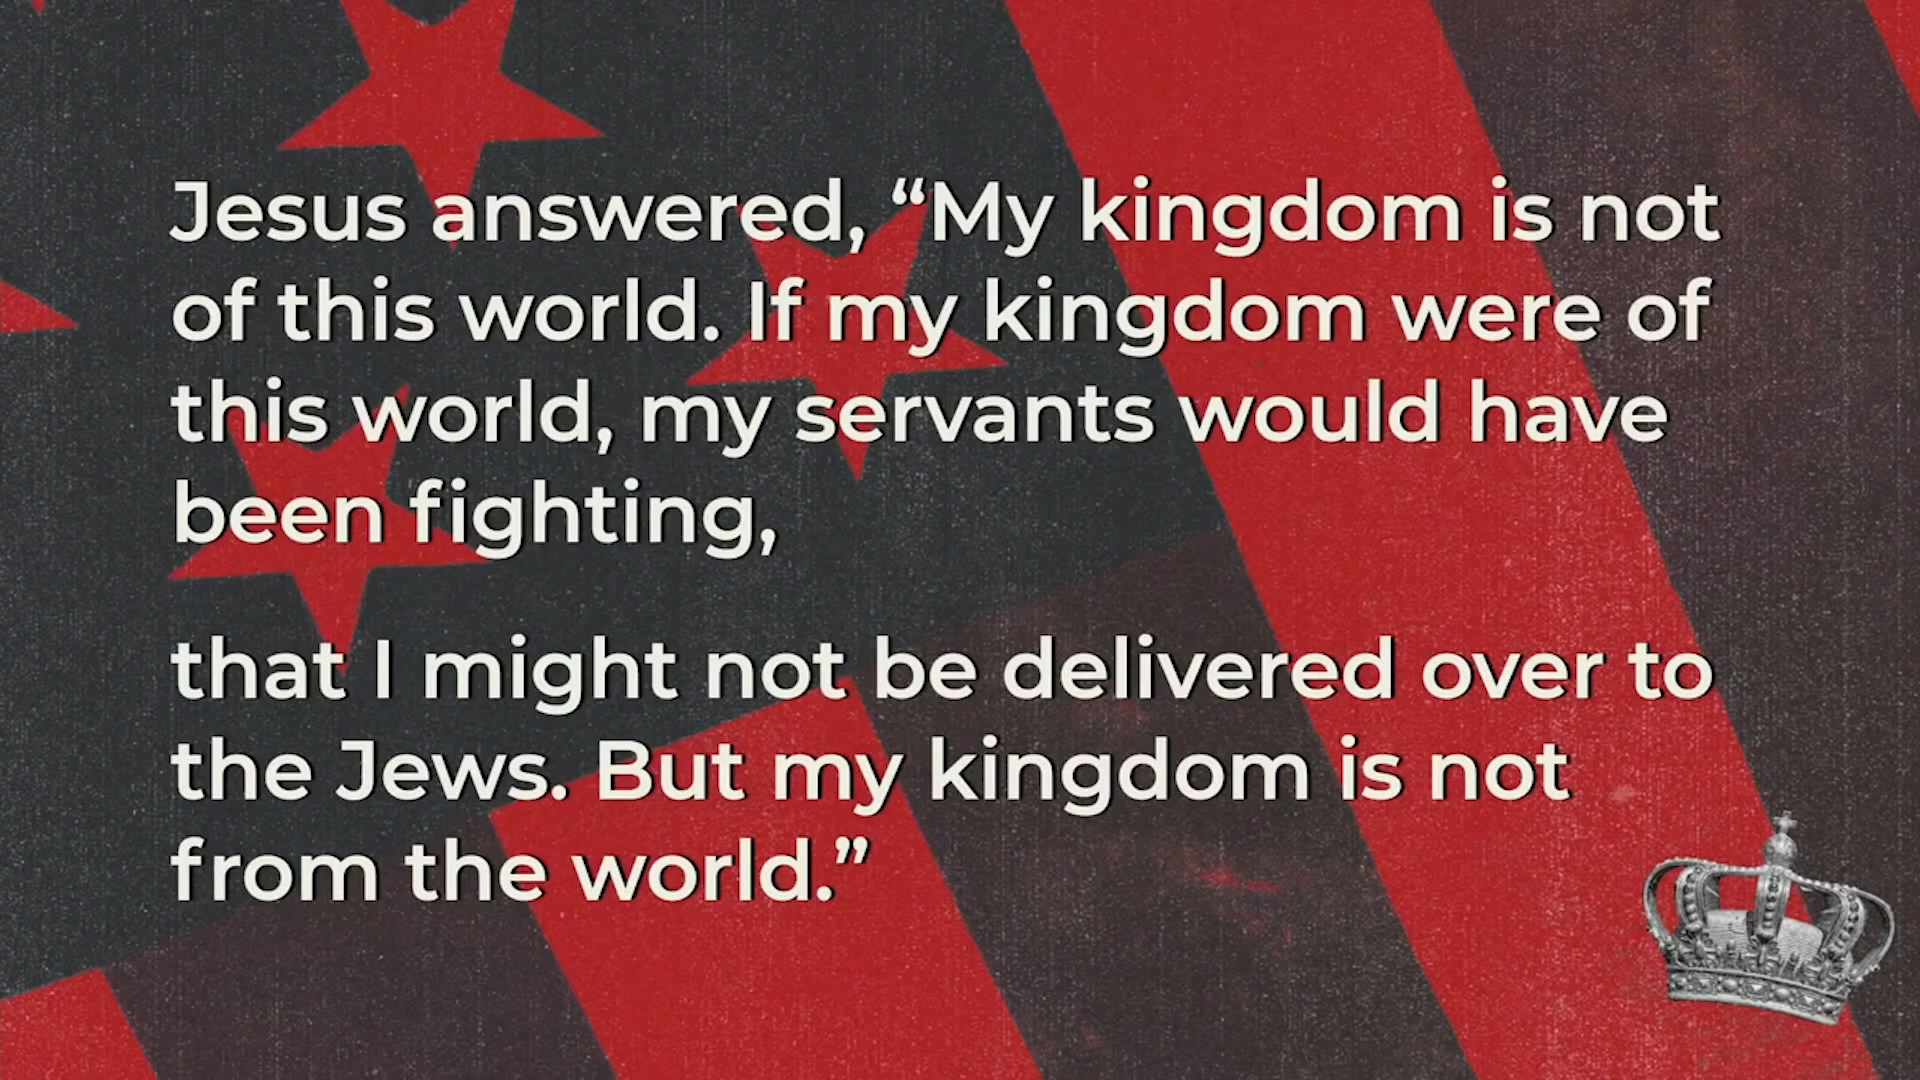 Jesus answered, “My kingdom is not
of this world. If my kingdom were of
this world, my servants would have
been fighting,
that I might not be delivered over to
the Jews. But my kingdom is not
from the world.”